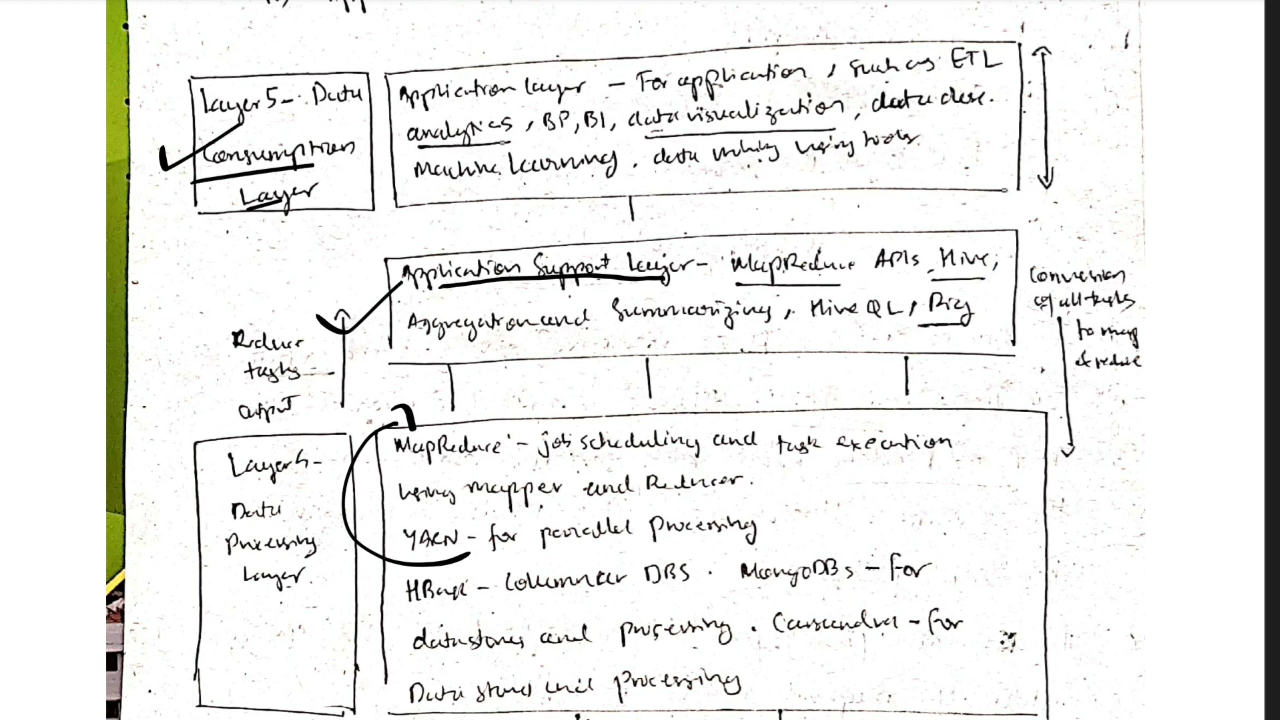 Layer 5- Data
Consumption
Layer
Application layer - For application, such as ETL
analytics, BP, BI, data visualization, data disc.
Machine learning. data mining using tools.
Application Support Layer- MapReduce APIs, Hive,
Aggregation and Summarizing, HiveQL, Pig
Conversion
of all tasks
to map
& reduce
Reduce
tasks
output
Layer 4-
Data
Processing
Layer.
MapReduce - job scheduling and task execution
using mapper and Reducer.
YARN - for parallel processing
HBase - Columnar DBS. MongoDBs - for
datastores and processing. Cassandra - for
Data stores and processing